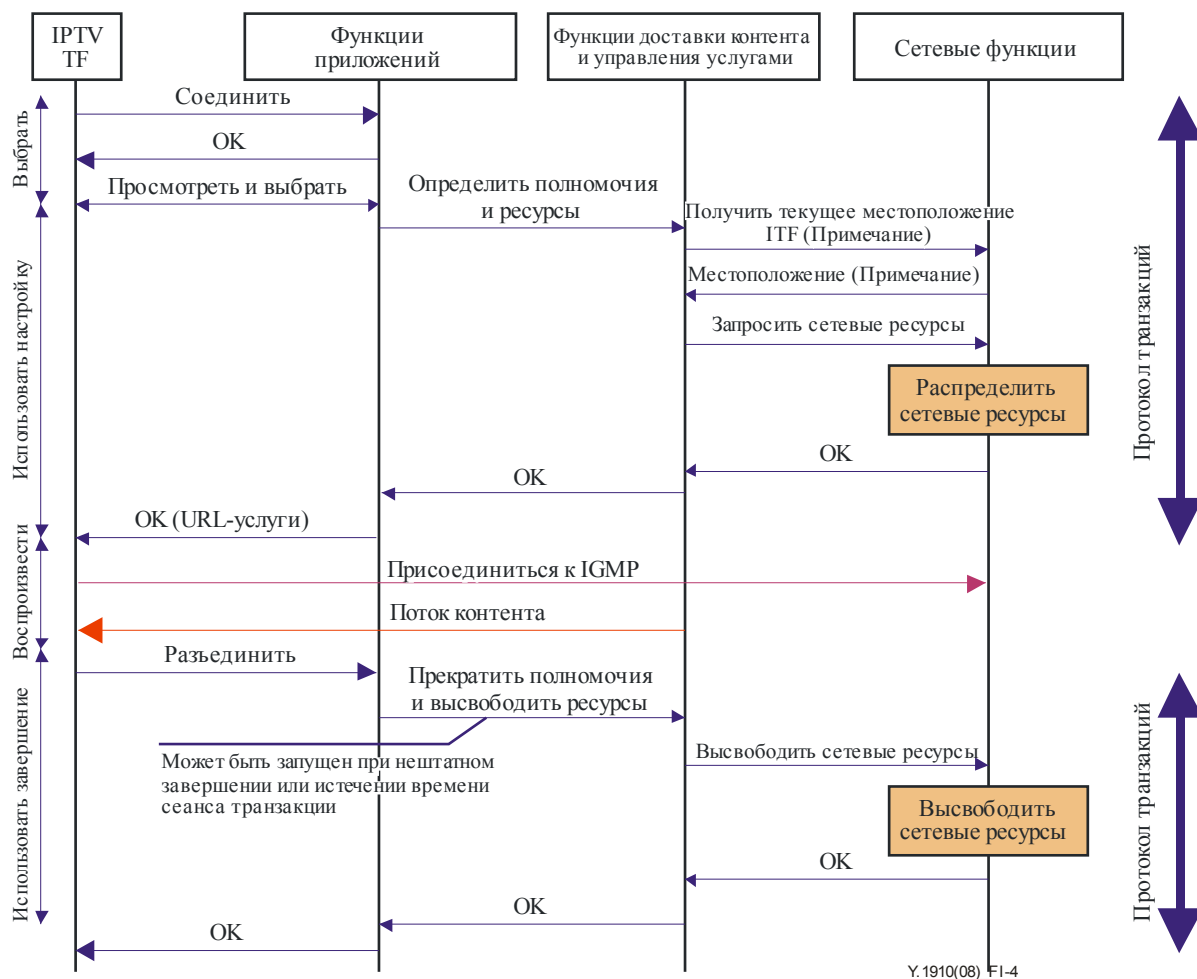 IPTV
TF
Функции
приложений
Функции доставки контента
и управления услугами
Сетевые функции
Соединить
OK
Просмотреть и выбрать
Определить полномочия
и ресурсы
Получить текущее местоположение
ITF (Примечание)
Местоположение (Примечание)
Запросить сетевые ресурсы
Распределить
сетевые ресурсы
OK
OK
OK (URL-услуги)
Присоединиться к IGMP
Поток контента
Разъединить
Прекратить полномочия
и высвободить ресурсы
Может быть запущен при нештатном
завершении или истечении времени
сеанса транзакции
Высвободить сетевые ресурсы
Высвободить
сетевые ресурсы
OK
OK
OK
Выбрать
Использовать настройку
Воспроизвести
Использовать завершение
Протокол транзакций
Протокол транзакций
Y.1910(08)_FI-4